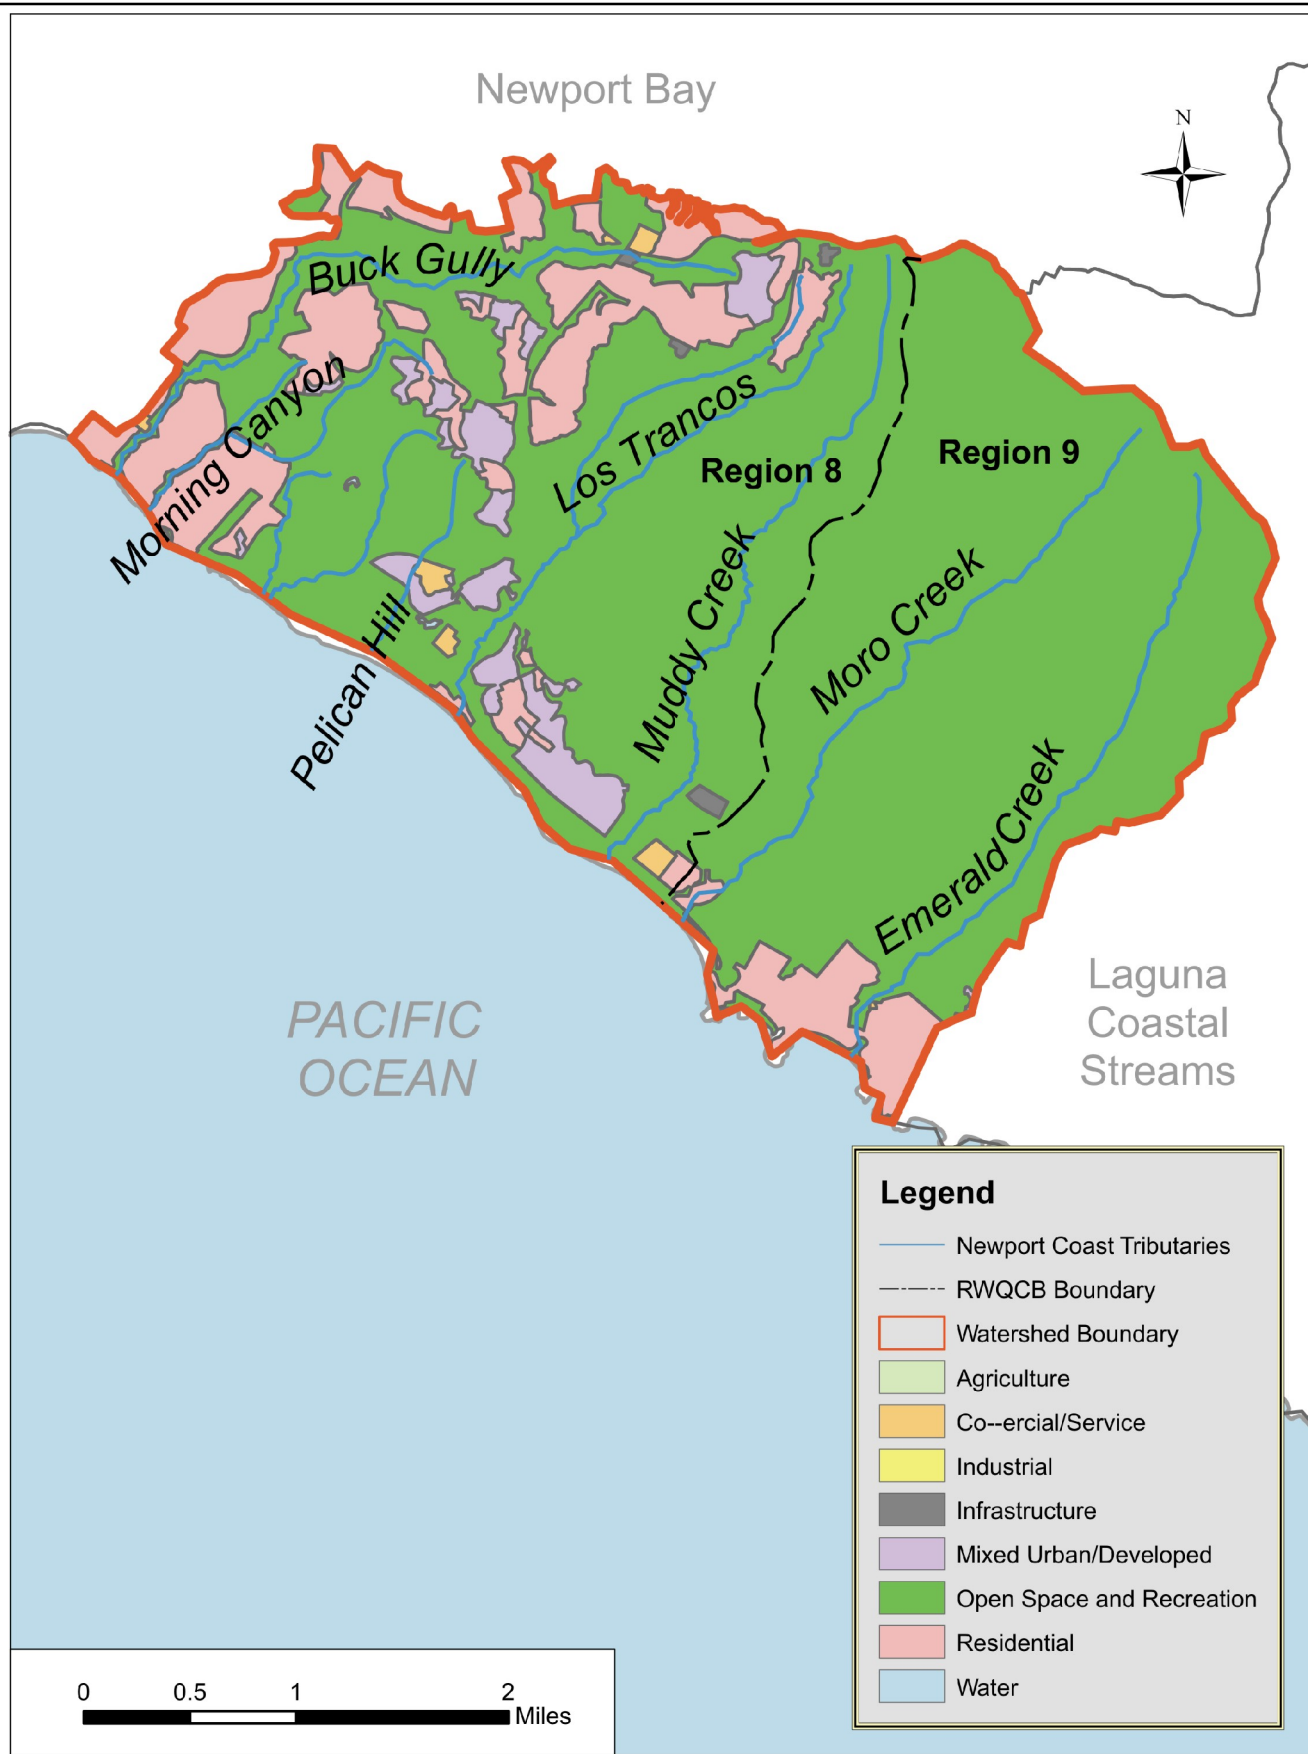 Newport Bay
N
Buck Gully
Morning Canyon
Los Trancos
Region 8
Region 9
Muddy Creek
Moro Creek
Pelican Hill
Emerald Creek
PACIFIC
OCEAN
Laguna
Coastal
Streams
Legend
Newport Coast Tributaries
RWQCB Boundary
Watershed Boundary
Agriculture
Co--ercial/Service
Industrial
Infrastructure
Mixed Urban/Developed
Open Space and Recreation
Residential
Water
0 0.5 1 2
Miles